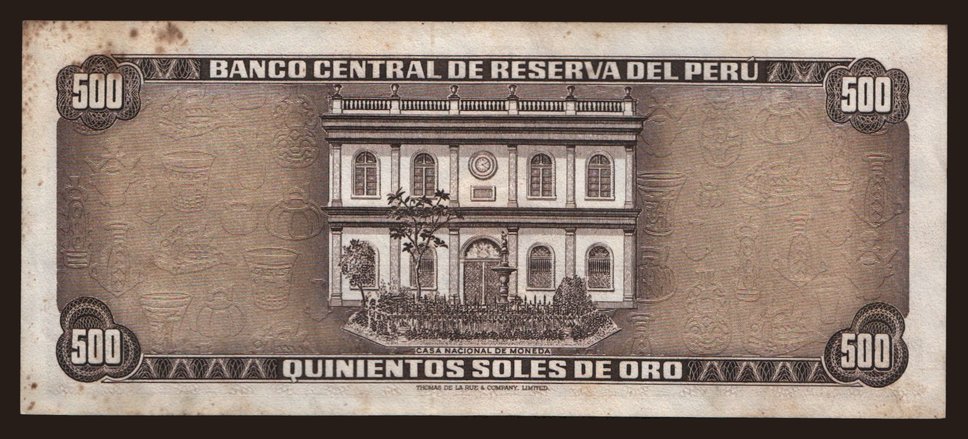 BANCO CENTRAL DE RESERVA DEL PERÚ
500
500
500
500
CASA NACIONAL DE MONEDA
QUINIENTOS SOLES DE ORO
THOMAS DE LA RUE & COMPANY, LIMITED.